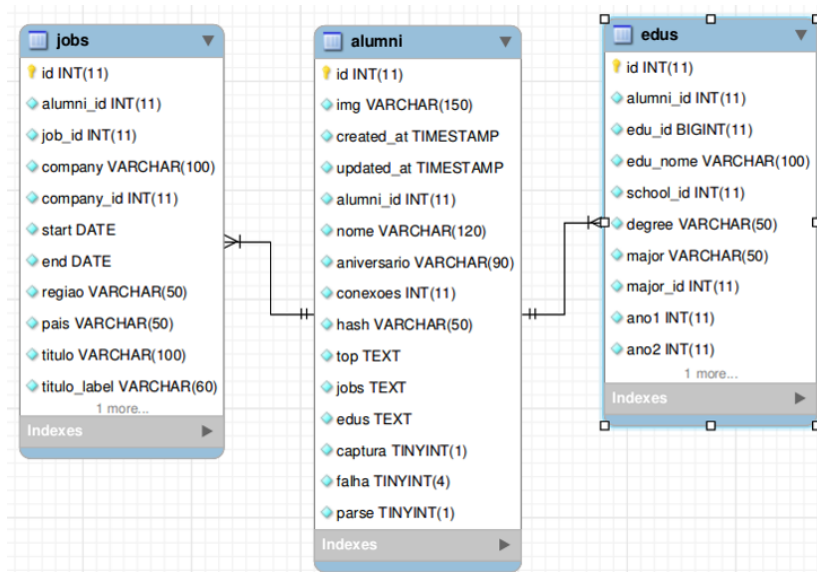 jobs
id INT(11)
alumni_id INT(11)
job_id INT(11)
company VARCHAR(100)
company_id INT(11)
start DATE
end DATE
regiao VARCHAR(50)
pais VARCHAR(50)
titulo VARCHAR(100)
titulo_label VARCHAR(60)
1 more...
Indexes
alumni
id INT(11)
img VARCHAR(150)
created_at TIMESTAMP
updated_at TIMESTAMP
alumni_id INT(11)
nome VARCHAR(120)
aniversario VARCHAR(90)
conexoes INT(11)
hash VARCHAR(50)
top TEXT
jobs TEXT
edus TEXT
captura TINYINT(1)
falha TINYINT(4)
parse TINYINT(1)
Indexes
edus
id INT(11)
alumni_id INT(11)
edu_id BIGINT(11)
edu_nome VARCHAR(100)
school_id INT(11)
degree VARCHAR(50)
major VARCHAR(50)
major_id INT(11)
ano1 INT(11)
ano2 INT(11)
1 more...
Indexes